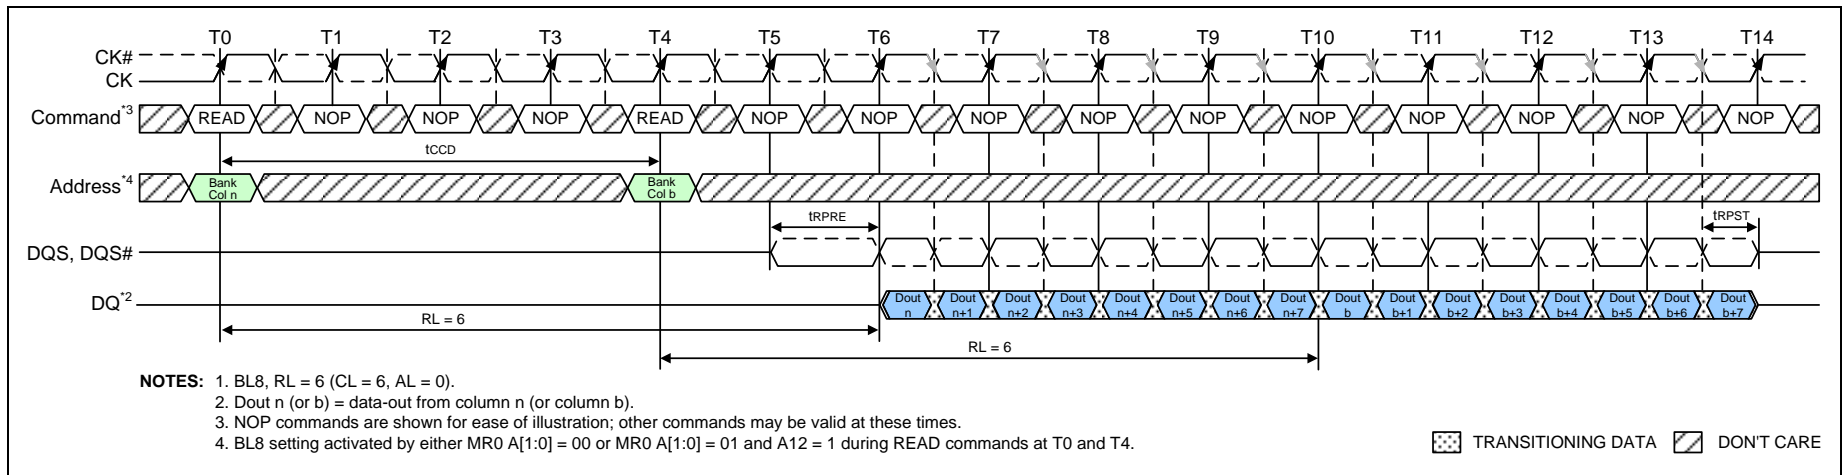 T0 T1 T2 T3 T4 T5 T6 T7 T8 T9 T10 T11 T12 T13 T14
CK#
CK
Command*3 READ NOP NOP NOP READ NOP NOP NOP NOP NOP NOP NOP NOP NOP NOP
tCCD
Address*4 Bank Col n Bank Col b
tRPRE tRPST
DQS, DQS#
DQ*2 Dout n Dout n+1 Dout n+2 Dout n+3 Dout n+4 Dout n+5 Dout n+6 Dout n+7 Dout b Dout b+1 Dout b+2 Dout b+3 Dout b+4 Dout b+5 Dout b+6 Dout b+7
RL = 6
RL = 6
NOTES: 1. BL8, RL = 6 (CL = 6, AL = 0).
2. Dout n (or b) = data-out from column n (or column b).
3. NOP commands are shown for ease of illustration; other commands may be valid at these times.
4. BL8 setting activated by either MR0 A[1:0] = 00 or MR0 A[1:0] = 01 and A12 = 1 during READ commands at T0 and T4.
TRANSITIONING DATA DON'T CARE